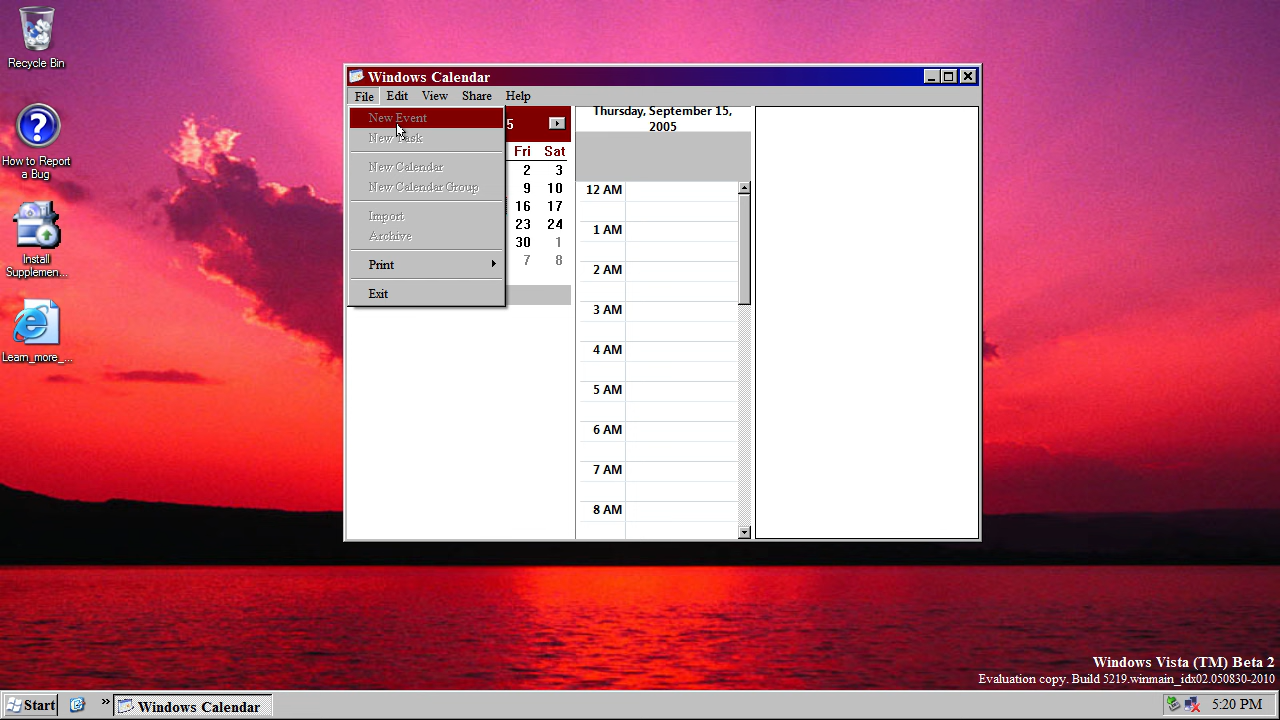 Recycle Bin
How to Report
a Bug
Install
Supplemen...
Learn_more_...
Windows Calendar
File Edit View Share Help
New Event
New Task
New Calendar
New Calendar Group
Import
Archive
Print
Exit
5
Fri Sat
2 3
9 10
16 17
23 24
30 1
7 8
Thursday, September 15,
2005
12 AM
1 AM
2 AM
3 AM
4 AM
5 AM
6 AM
7 AM
8 AM
Windows Vista (TM) Beta 2
Evaluation copy. Build 5219.winmain_idx02.050830-2010
Start
Windows Calendar
5:20 PM